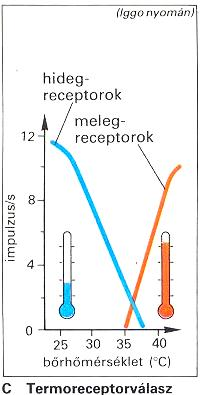 (Iggo nyomán)
hideg-
receptorok
meleg-
receptorok
impulzus/s
12
8
4
0
25 30 35 40
bőrhőmérséklet (°C)
C Termoreceptorválasz